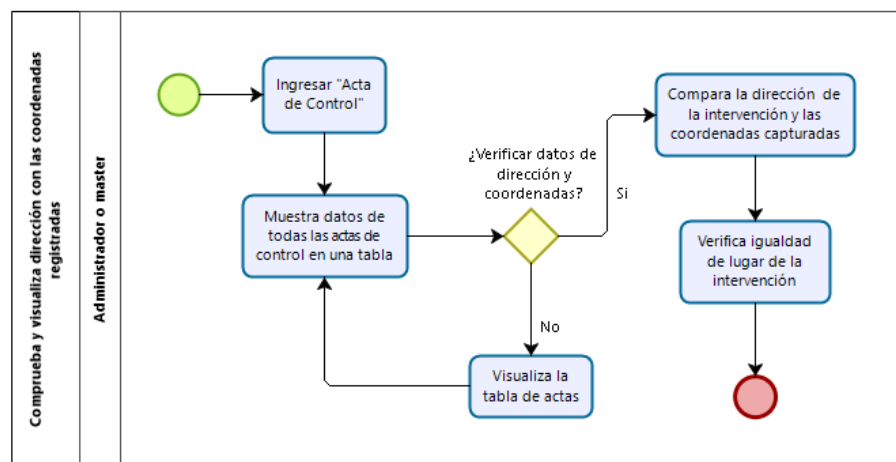 Comprueba y visualiza dirección con las coordenadas
registradas
Administrador o master
Ingresar "Acta
de Control"
Muestra datos de
todas las actas de
control en una tabla
¿Verificar datos de
dirección y
coordenadas?
Si
No
Visualiza la
tabla de actas
Compara la dirección de
la intervención y las
coordenadas capturadas
Verifica igualdad
de lugar de la
intervención